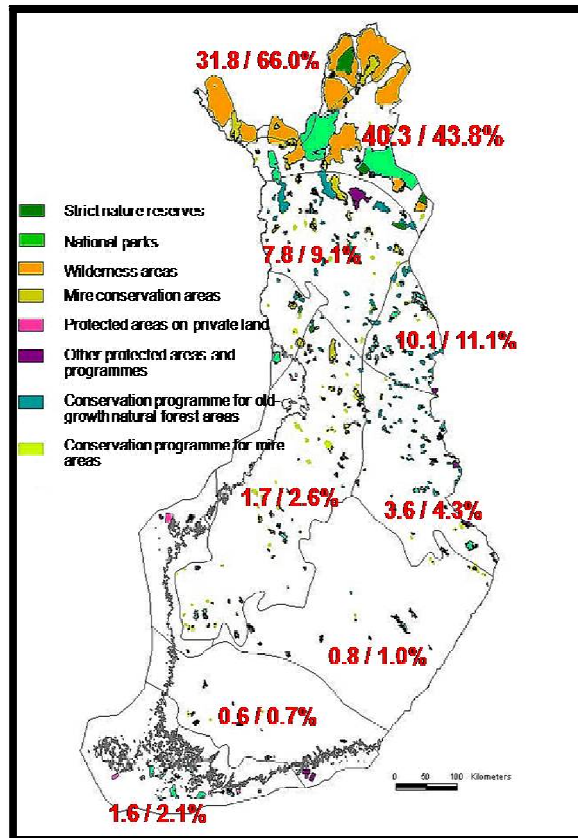 31.8 / 66.0%
40.3 / 43.8%
Strict nature reserves
National parks
7.8 / 9.1%
Wilderness areas
Mire conservation areas
Protected areas on private land
10.1 / 11.1%
Other protected areas and
programmes
Conservation programme for old-
growth natural forest areas
Conservation programme for mire
areas
1.7 / 2.6%
3.6 / 4.3%
0.8 / 1.0%
0.6 / 0.7%
0 50 100 Kilometers
1.6 / 2.1%